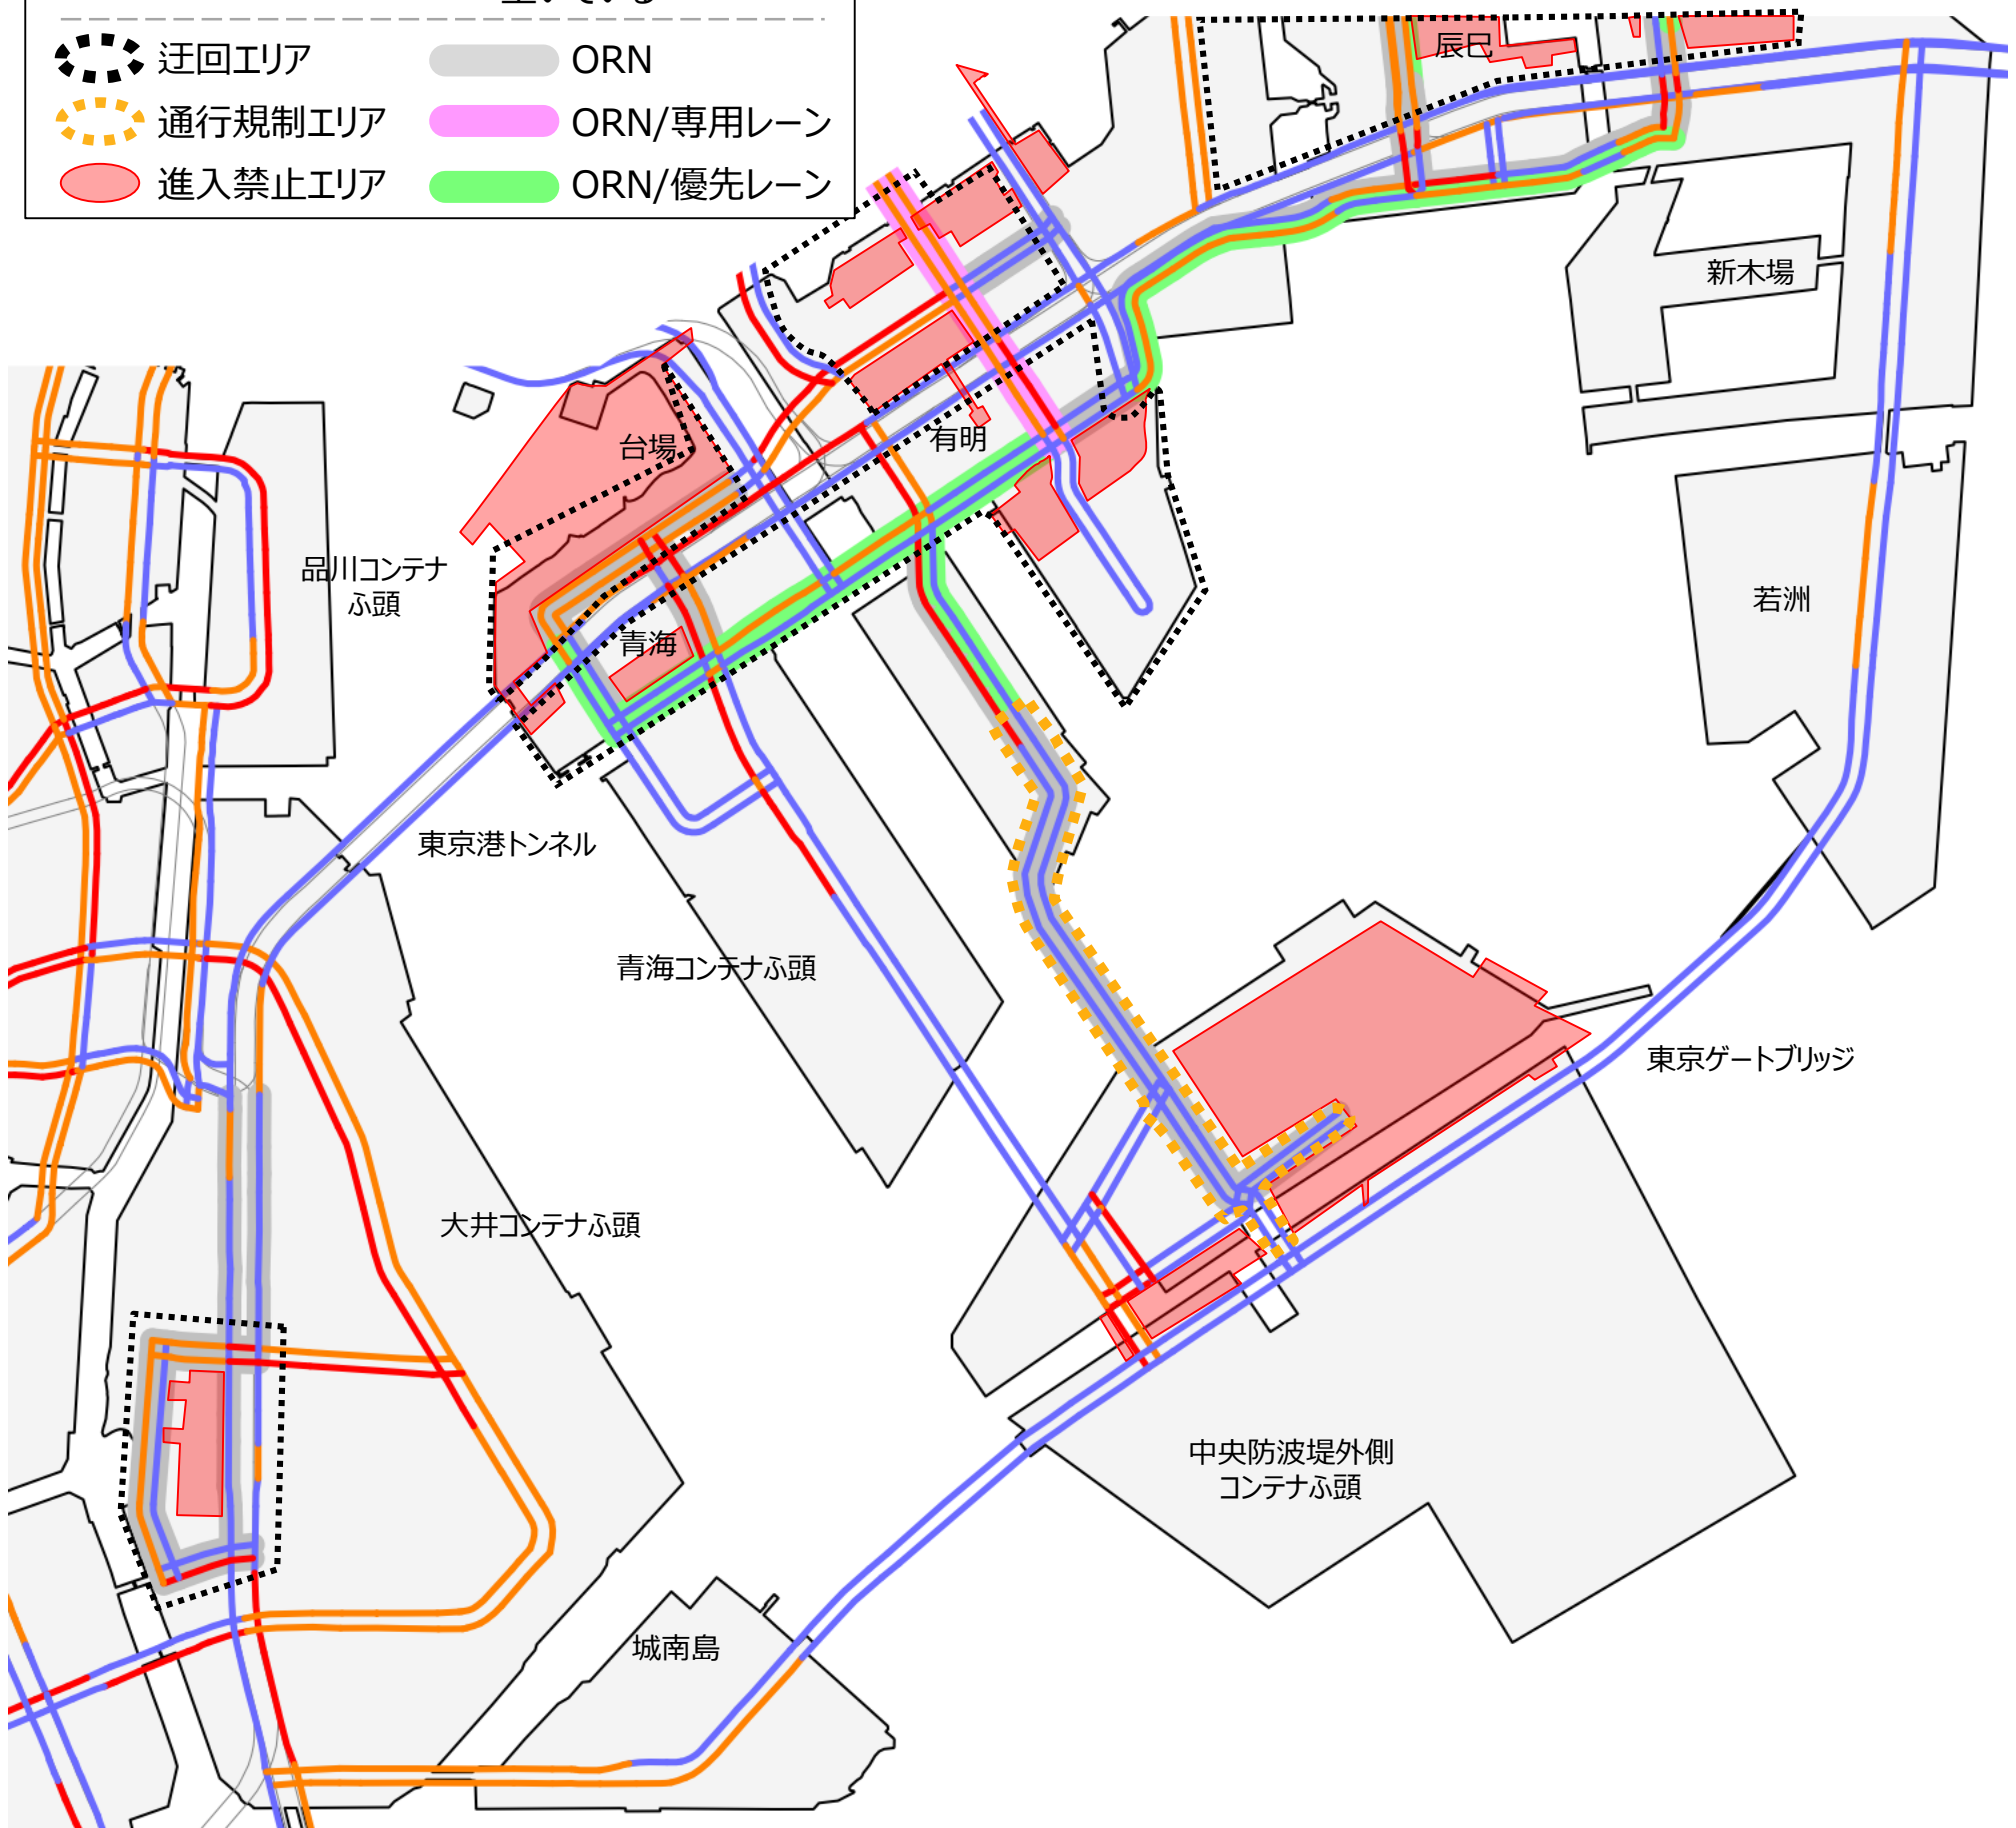 空いている
迂回エリア
ORN
通行規制エリア
ORN/専用レーン
進入禁止エリア
ORN/優先レーン
辰巳
新木場
台場
有明
品川コンテナ
ふ頭
若洲
青海
東京港トンネル
青海コンテナふ頭
東京ゲートブリッジ
大井コンテナふ頭
中央防波堤外側
コンテナふ頭
城南島